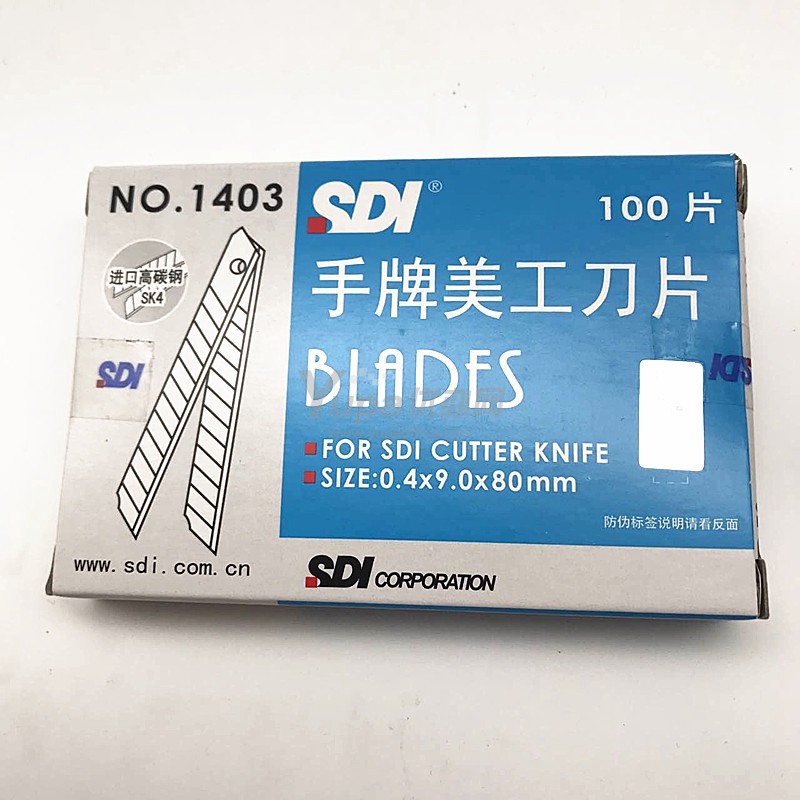 NO.1403
SDI®
100 片
进口高碳钢
SK4
手牌美工刀片
SDI
SDI
BLADES
FOR SDI CUTTER KNIFE
SIZE:0.4x9.0x80mm
防伪标签说明请看反面
www.sdi.com.cn
SDI CORPORATION